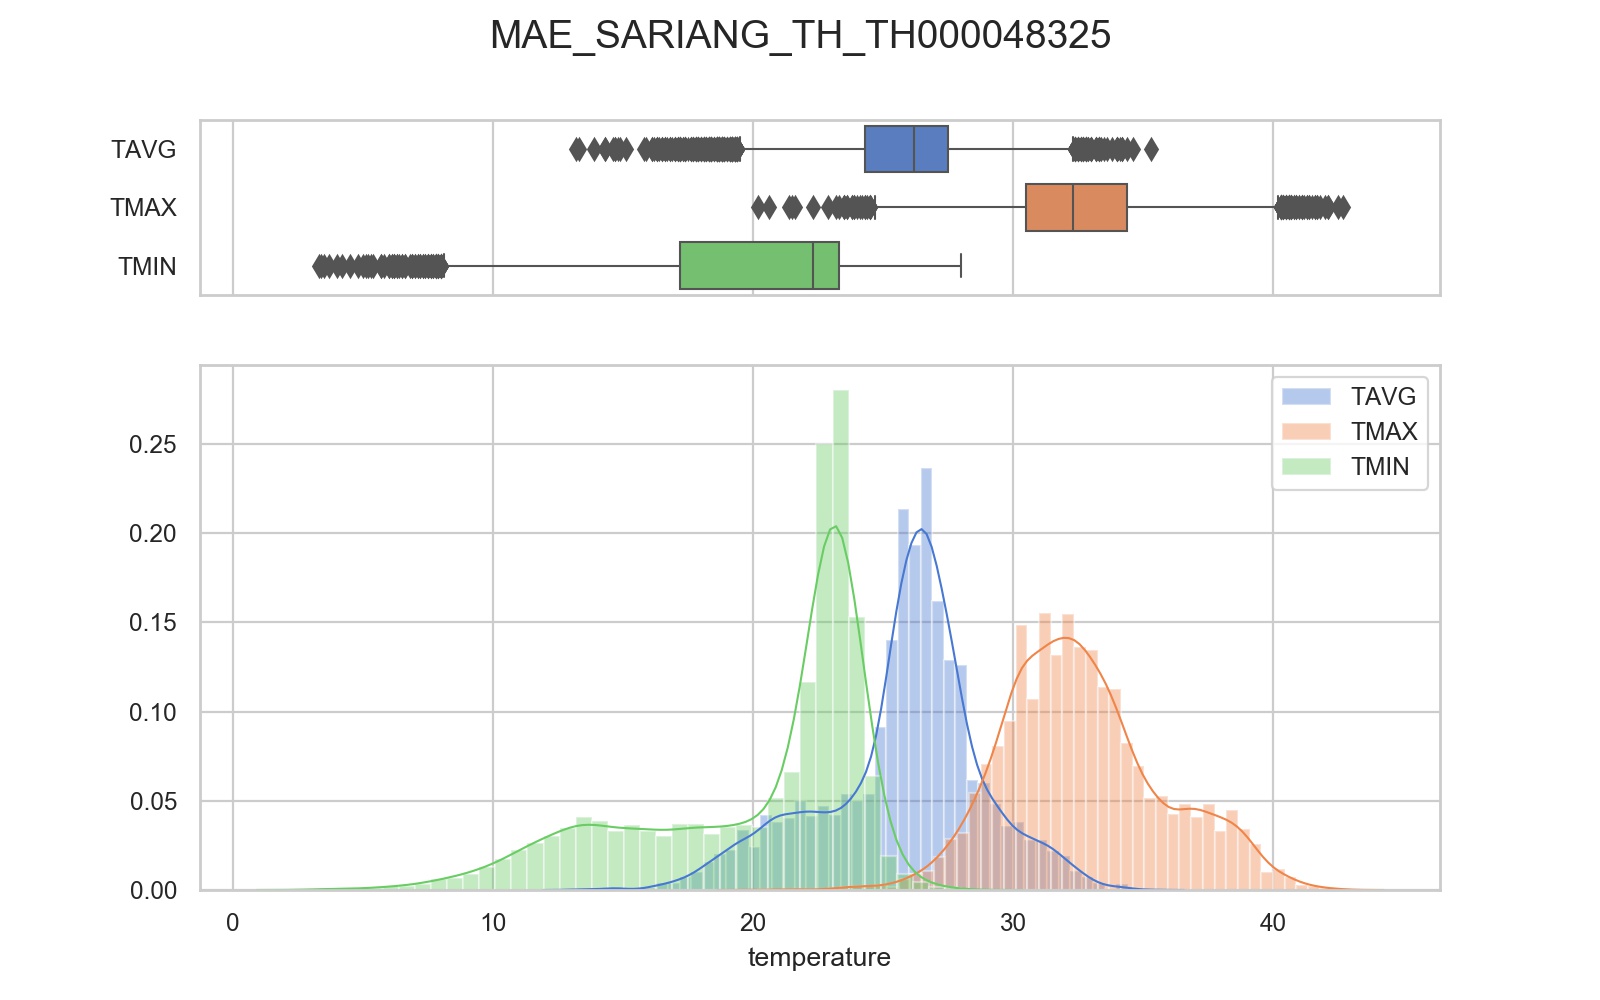 MAE_SARIANG_TH_TH000048325
TAVG
TMAX
TMIN
TAVG
TMAX
TMIN
0.25
0.20
0.15
0.10
0.05
0.00
0 10 20 30 40
temperature